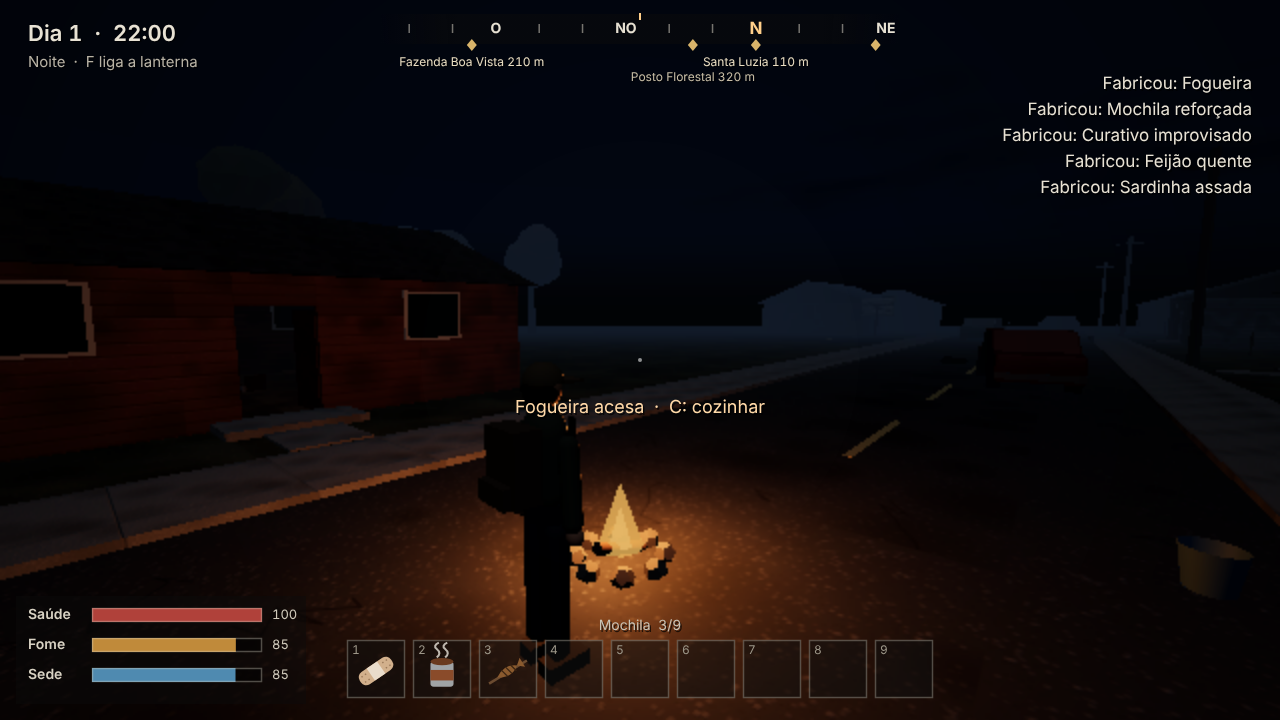 Dia 1 · 22:00
Noite · F liga a lanterna
O NO N NE
Fazenda Boa Vista 210 m
Santa Luzia 110 m
Posto Florestal 320 m
Fabricou: Fogueira
Fabricou: Mochila reforçada
Fabricou: Curativo improvisado
Fabricou: Feijão quente
Fabricou: Sardinha assada
Fogueira acesa · C: cozinhar
Saúde 100
Fome 85
Sede 85
Mochila 3/9
1 2 3 4 5 6 7 8 9